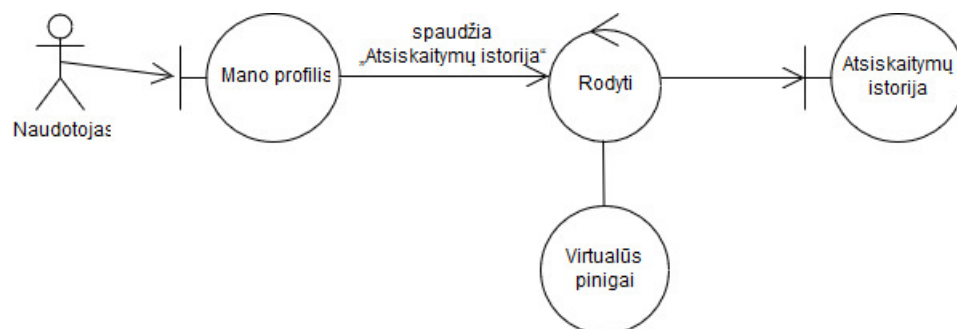 Naudotojas
Mano profilis
spaudžia
„Atsiskaitymų istorija“
Rodyti
Atsiskaitymų
istorija
Virtualūs
pinigai